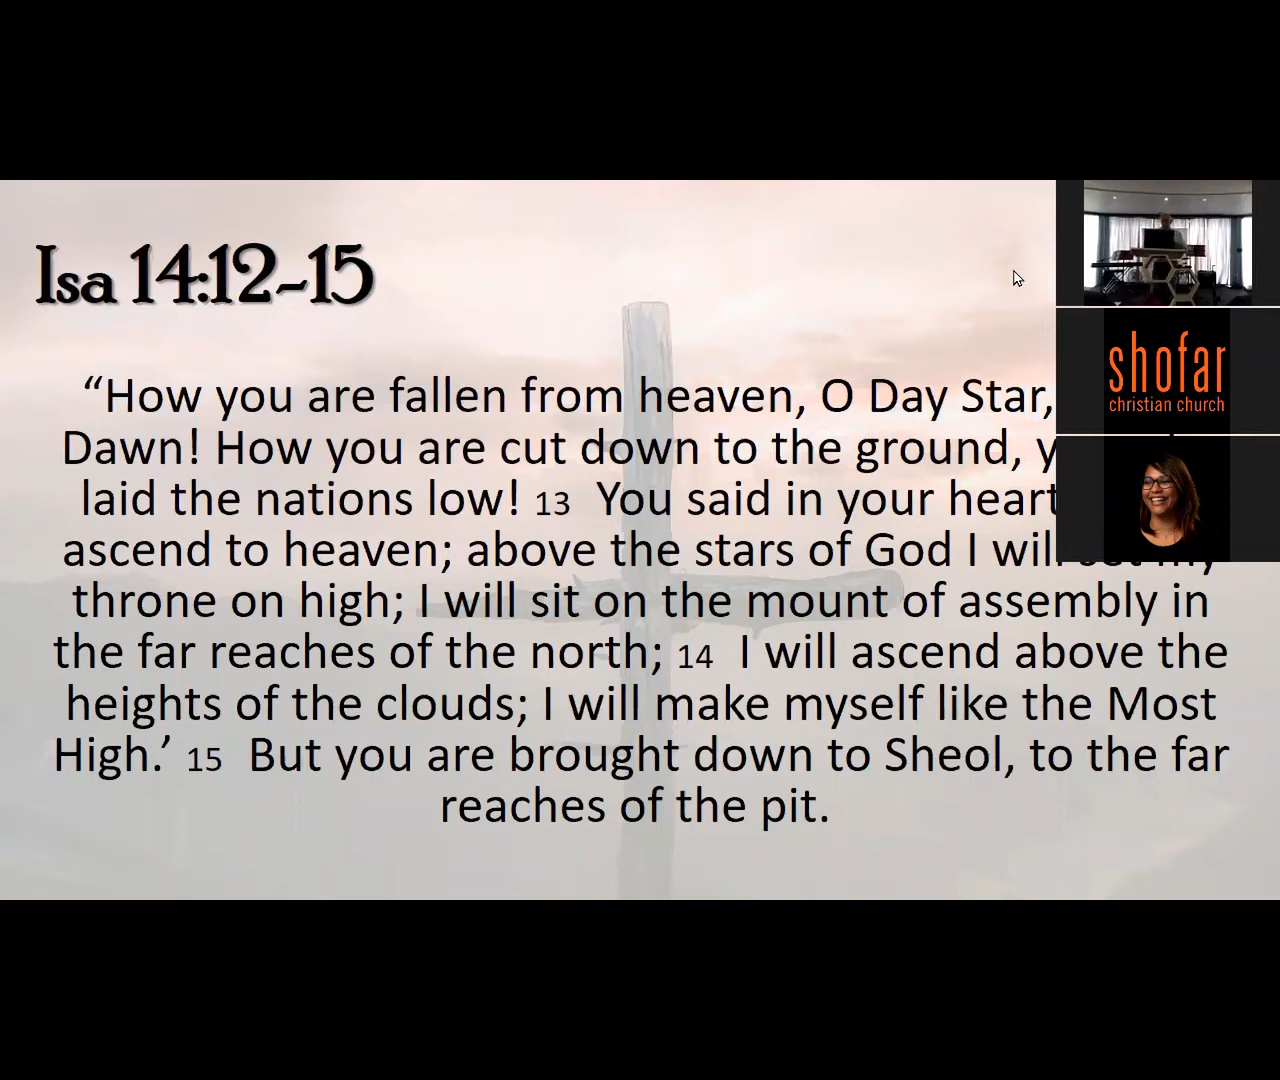 Isa 14:12-15
“How you are fallen from heaven, O Day Star,
Dawn! How you are cut down to the ground,
laid the nations low! 13 You said in your heart
ascend to heaven; above the stars of God I will
throne on high; I will sit on the mount of assembly in
the far reaches of the north; 14 I will ascend above the
heights of the clouds; I will make myself like the Most
High.’ 15 But you are brought down to Sheol, to the far
reaches of the pit.
shofar
christian church